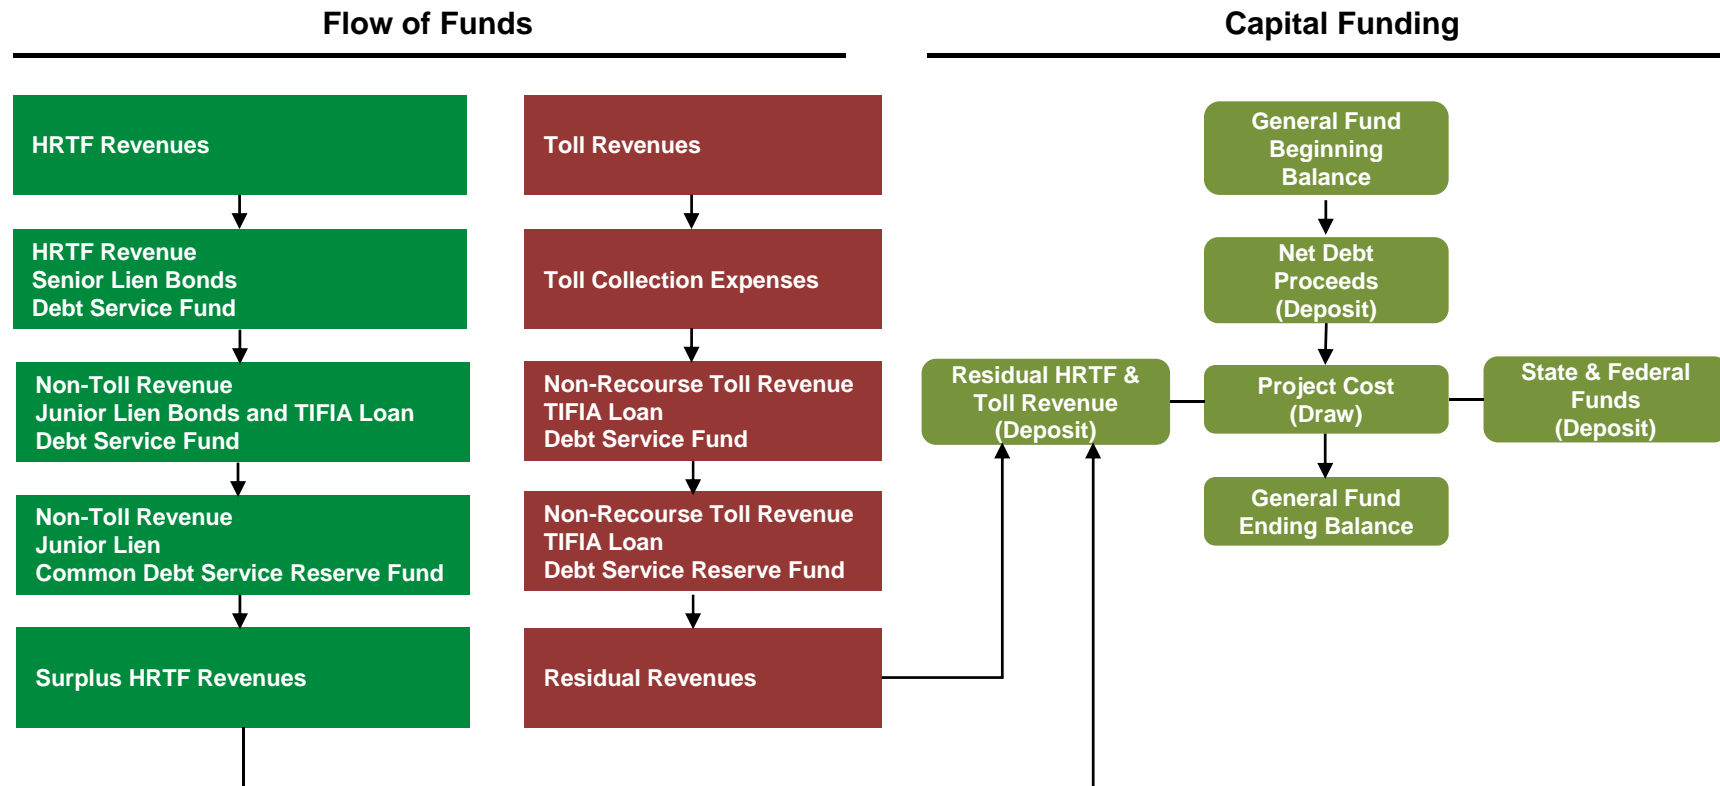 Flow of Funds
Capital Funding
HRTF Revenues
HRTF Revenue
Senior Lien Bonds
Debt Service Fund
Non-Toll Revenue
Junior Lien Bonds and TIFIA Loan
Debt Service Fund
Non-Toll Revenue
Junior Lien
Common Debt Service Reserve Fund
Surplus HRTF Revenues
Toll Revenues
Toll Collection Expenses
Non-Recourse Toll Revenue
TIFIA Loan
Debt Service Fund
Non-Recourse Toll Revenue
TIFIA Loan
Debt Service Reserve Fund
Residual Revenues
General Fund
Beginning
Balance
Net Debt
Proceeds
(Deposit)
Residual HRTF &
Toll Revenue
(Deposit)
Project Cost
(Draw)
State & Federal
Funds
(Deposit)
General Fund
Ending Balance